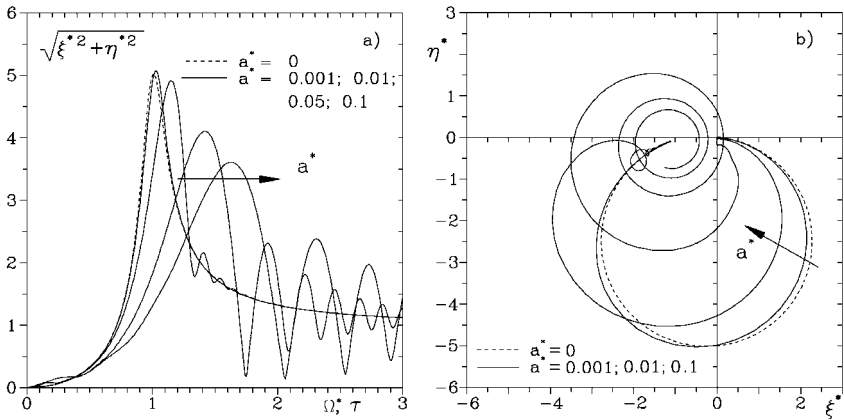 √ξ*² + η*²
a)
a* = 0
a* = 0.001; 0.01;
0.05; 0.1
a*
6
5
4
3
2
1
0
0
1
2
3
Ω*, τ
b)
η*
3
2
1
0
-1
-2
-3
-4
-5
-6
a*
a* = 0
a* = 0.001; 0.01; 0.1
-6
-4
-2
0
2
4
ξ*